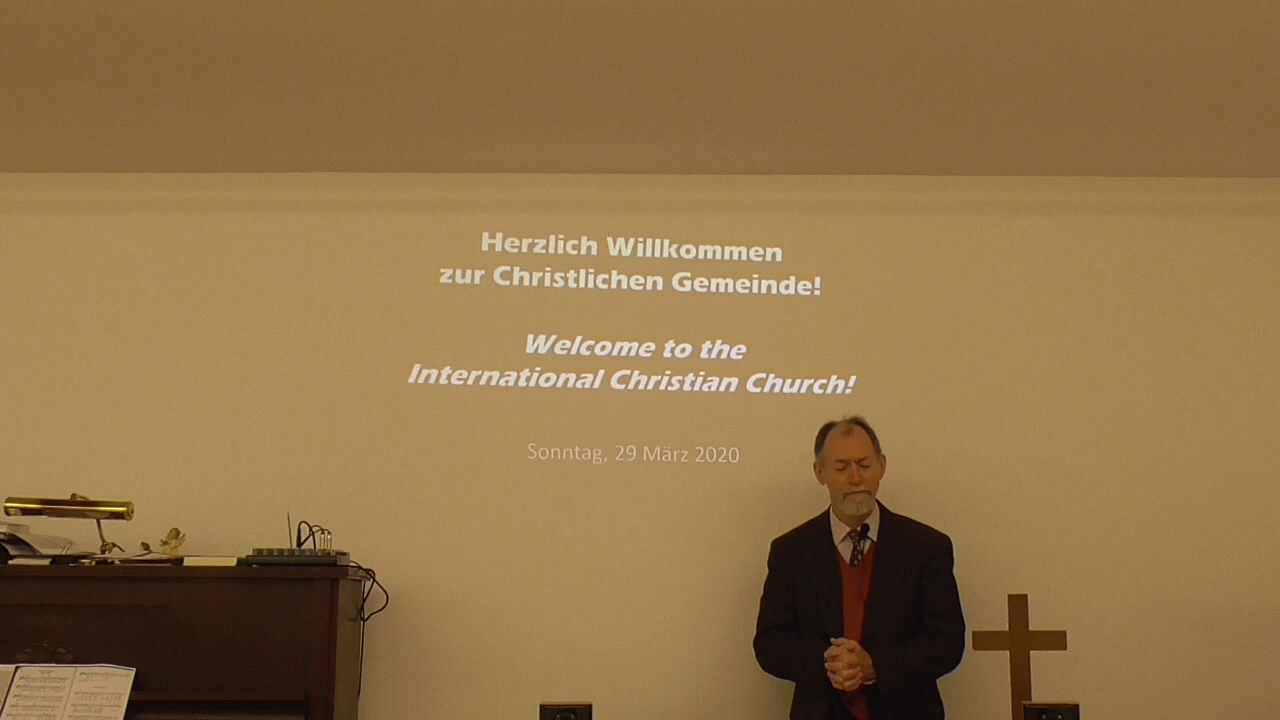 Herzlich Willkommen
zur Christlichen Gemeinde!
Welcome to the
International Christian Church!
Sonntag, 29 März 2020